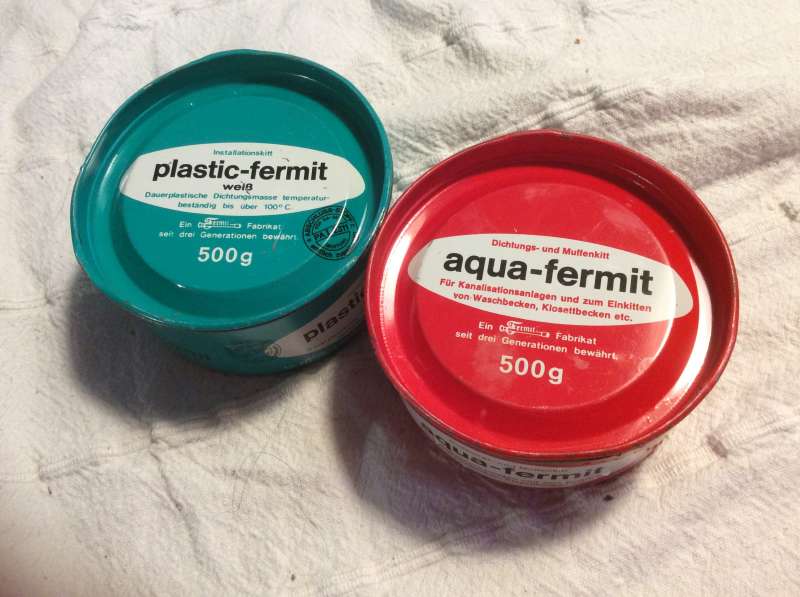 Installationskitt
plastic-fermit
weiß
Dauerplastische Dichtungsmasse temperatur-
beständig bis über 100° C
Ein Fermit Fabrikat
seit drei Generationen bewährt.
500g
plastic
Dichtungs- und Muffenkitt
aqua-fermit
Für Kanalisationsanlagen und zum Einkitten
von Waschbecken, Klosettbecken etc.
Ein Fermit Fabrikat
seit drei Generationen bewährt.
500g
aqua-fermit